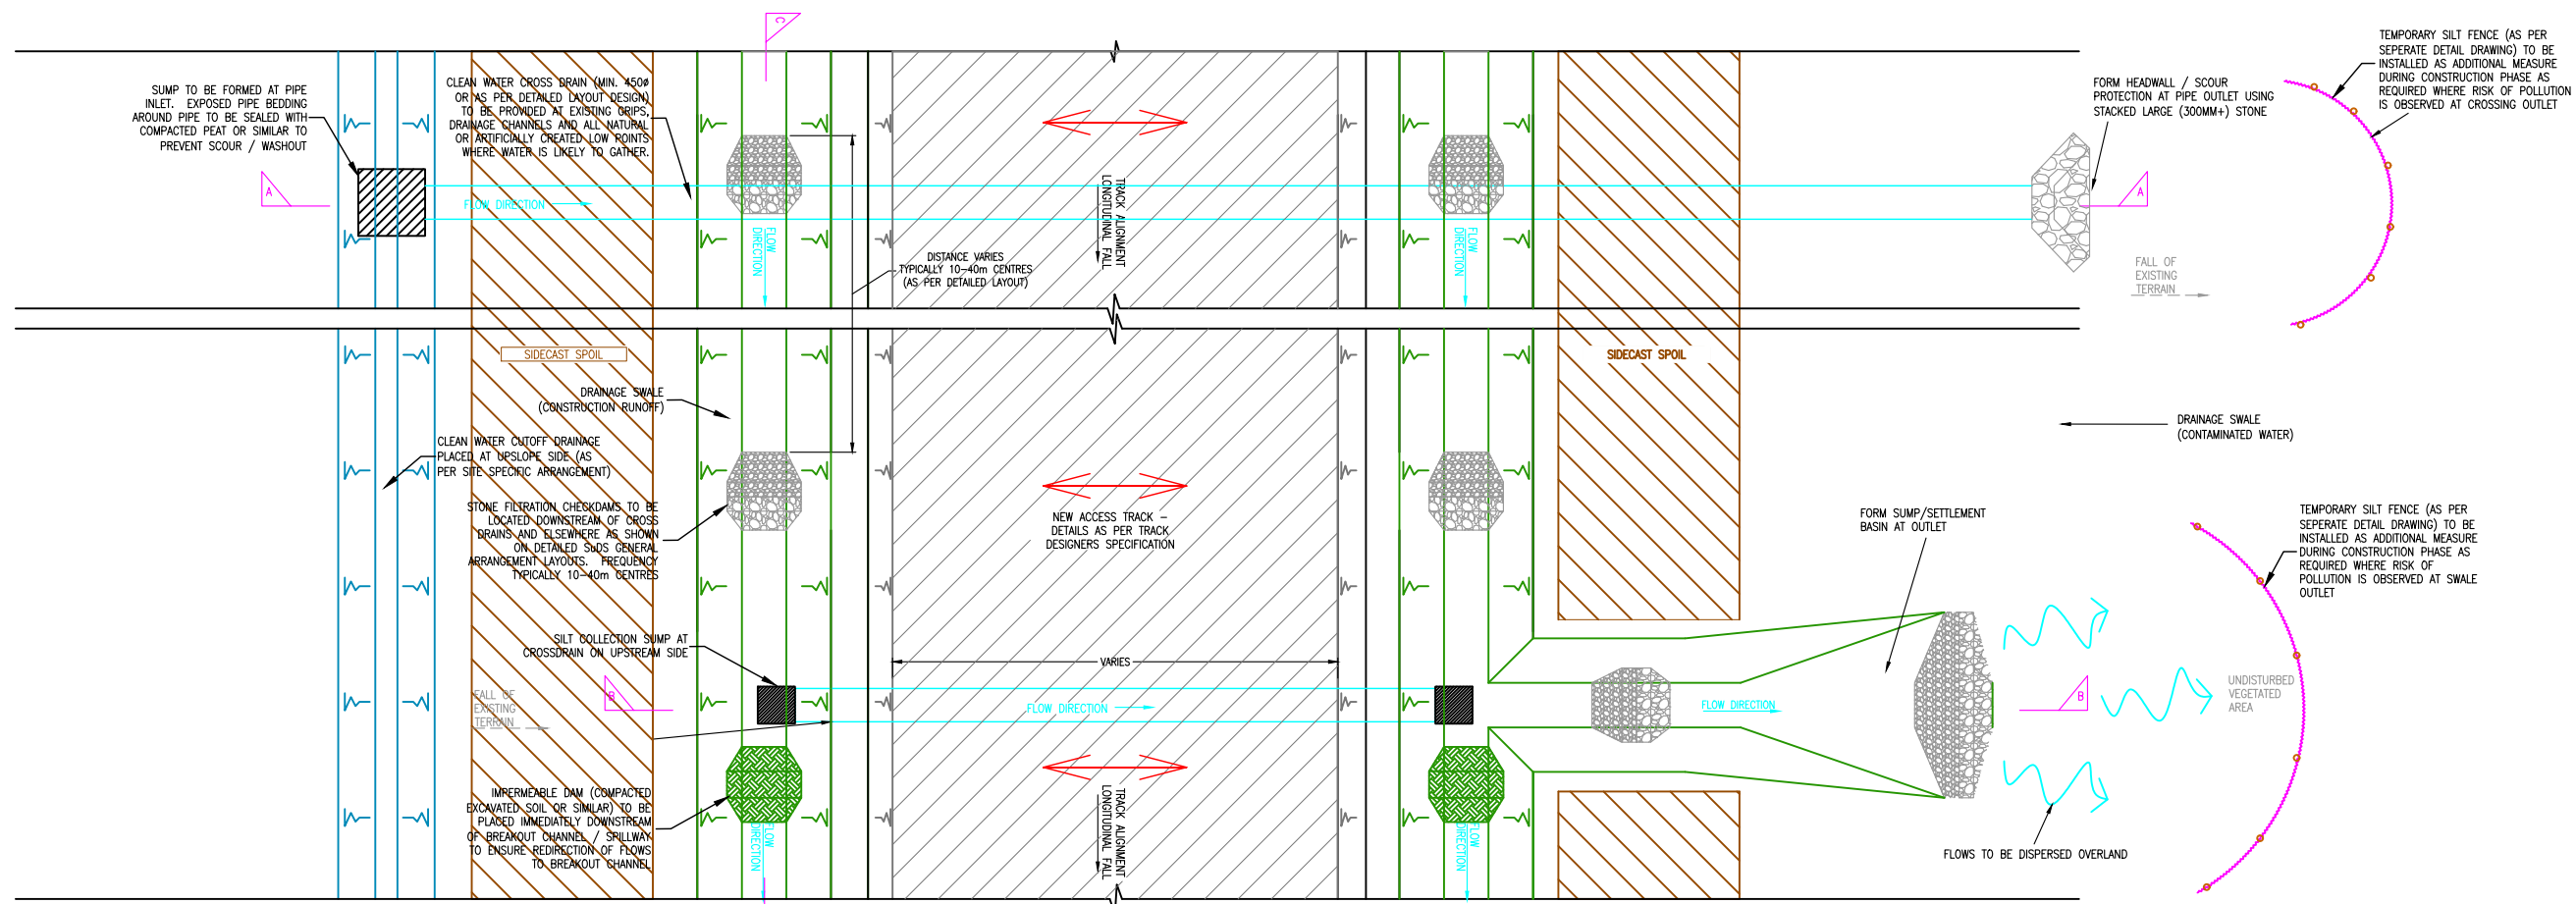 C
SUMP TO BE FORMED AT PIPE
INLET. EXPOSED PIPE BEDDING
AROUND PIPE TO BE SEALED WITH
COMPACTED PEAT OR SIMILAR TO
PREVENT SCOUR / WASHOUT
CLEAN WATER CROSS DRAIN (MIN. 450ø
OR AS PER DETAILED LAYOUT DESIGN)
TO BE PROVIDED AT EXISTING GRIPS,
DRAINAGE CHANNELS AND ALL NATURAL
OR ARTIFICIALLY CREATED LOW POINTS
WHERE WATER IS LIKELY TO GATHER.
FORM HEADWALL / SCOUR
PROTECTION AT PIPE OUTLET USING
STACKED LARGE (300MM+) STONE
TEMPORARY SILT FENCE (AS PER
SEPERATE DETAIL DRAWING) TO BE
INSTALLED AS ADDITIONAL MEASURE
DURING CONSTRUCTION PHASE AS
REQUIRED WHERE RISK OF POLLUTION
IS OBSERVED AT CROSSING OUTLET
A
FLOW DIRECTION
A
FLOW
DIRECTION
TRACK ALIGNMENT
LONGITUDINAL FALL
FLOW
DIRECTION
DISTANCE VARIES
TYPICALLY 10-40m CENTRES
(AS PER DETAILED LAYOUT)
FALL OF
EXISTING
TERRAIN
SIDECAST SPOIL
SIDECAST SPOIL
DRAINAGE SWALE
(CONSTRUCTION RUNOFF)
DRAINAGE SWALE
(CONTAMINATED WATER)
CLEAN WATER CUTOFF DRAINAGE
PLACED AT UPSLOPE SIDE (AS
PER SITE SPECIFIC ARRANGEMENT)
STONE FILTRATION CHECKDAMS TO BE
LOCATED DOWNSTREAM OF CROSS
DRAINS AND ELSEWHERE AS SHOWN
ON DETAILED SuDS GENERAL
ARRANGEMENT LAYOUTS. FREQUENCY
TYPICALLY 10-40m CENTRES
NEW ACCESS TRACK -
DETAILS AS PER TRACK
DESIGNERS SPECIFICATION
FORM SUMP/SETTLEMENT
BASIN AT OUTLET
TEMPORARY SILT FENCE (AS PER
SEPERATE DETAIL DRAWING) TO BE
INSTALLED AS ADDITIONAL MEASURE
DURING CONSTRUCTION PHASE AS
REQUIRED WHERE RISK OF
POLLUTION IS OBSERVED AT SWALE
OUTLET
SILT COLLECTION SUMP AT
CROSSDRAIN ON UPSTREAM SIDE
VARIES
FALL OF
EXISTING
TERRAIN
B
FLOW DIRECTION
FLOW DIRECTION
B
UNDISTURBED
VEGETATED
AREA
IMPERMEABLE DAM (COMPACTED
EXCAVATED SOIL OR SIMILAR) TO BE
PLACED IMMEDIATELY DOWNSTREAM
OF BREAKOUT CHANNEL / SPILLWAY
TO ENSURE REDIRECTION OF FLOWS
TO BREAKOUT CHANNEL
FLOW
DIRECTION
TRACK ALIGNMENT
LONGITUDINAL FALL
FLOW
DIRECTION
FLOWS TO BE DISPERSED OVERLAND